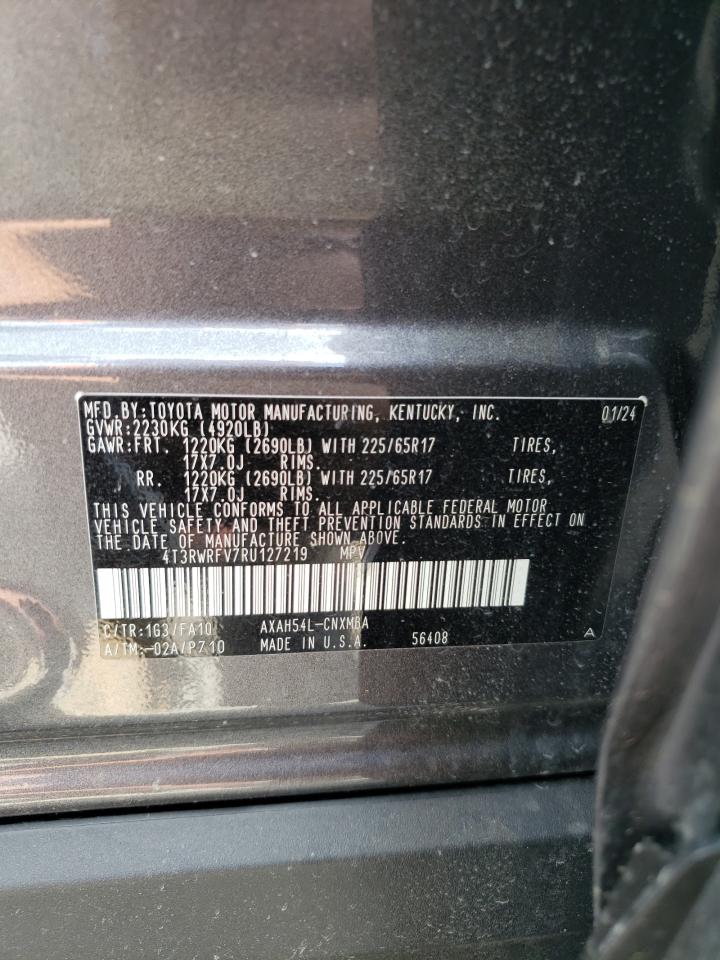 MFD.BY:TOYOTA MOTOR MANUFACTURING, KENTUCKY, INC. 01/24
GVWR:2230KG (4920LB)
GAWR:FRT. 1220KG (2690LB) WITH 225/65R17 TIRES,
17X7.0J RIMS.
RR. 1220KG (2690LB) WITH 225/65R17 TIRES,
17X7.0J RIMS.
THIS VEHICLE CONFORMS TO ALL APPLICABLE FEDERAL MOTOR
VEHICLE SAFETY AND THEFT PREVENTION STANDARDS IN EFFECT ON
THE DATE OF MANUFACTURE SHOWN ABOVE.
4T3RWRFV7RU127219 MPV
C/TR:1G3/FA10 AXAH54L-CNXMBA
A/TM:-02A/P710 MADE IN U.S.A. 56408 A